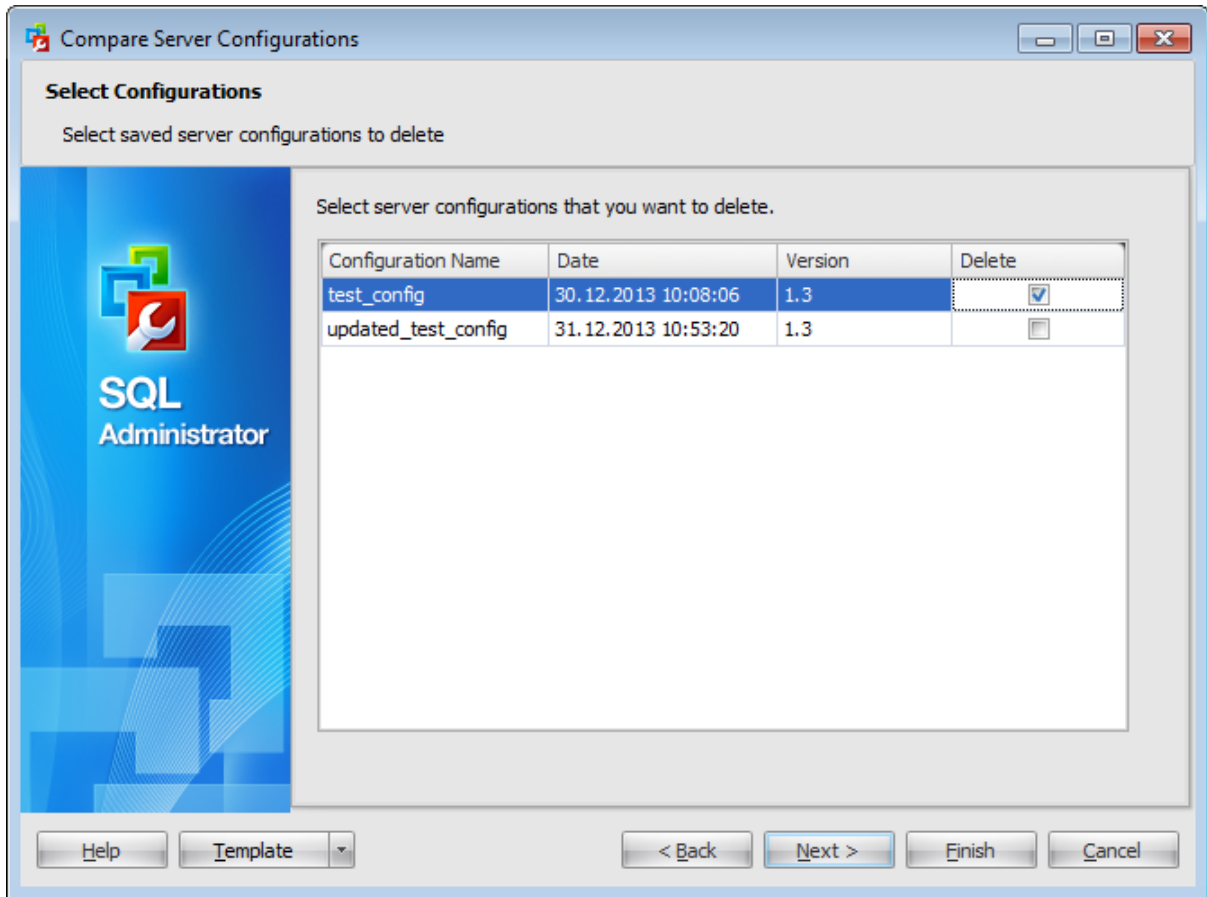 Compare Server Configurations
Select Configurations
Select saved server configurations to delete
SQL
Administrator
Select server configurations that you want to delete.
Configuration Name Date Version Delete
test_config 30.12.2013 10:08:06 1.3
updated_test_config 31.12.2013 10:53:20 1.3
Help Template < Back Next > Finish Cancel